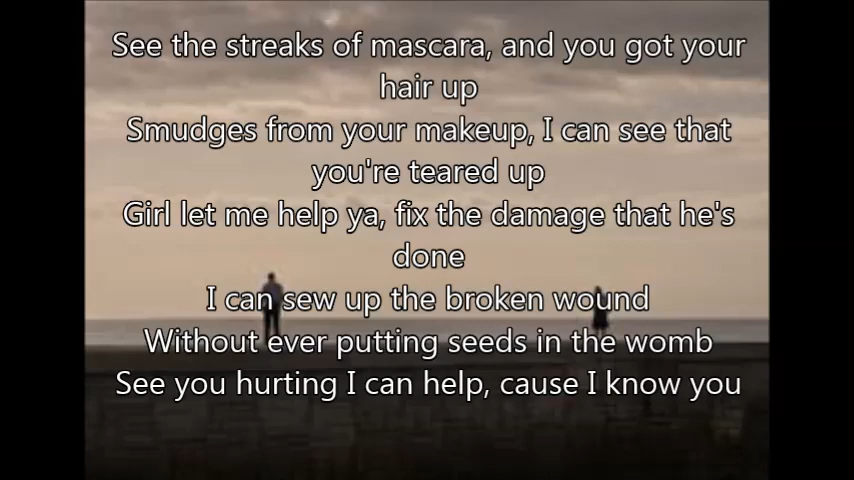 See the streaks of mascara, and you got your
hair up
Smudges from your makeup, I can see that
you're teared up
Girl let me help ya, fix the damage that he's
done
I can sew up the broken wound
Without ever putting seeds in the womb
See you hurting I can help, cause I know you